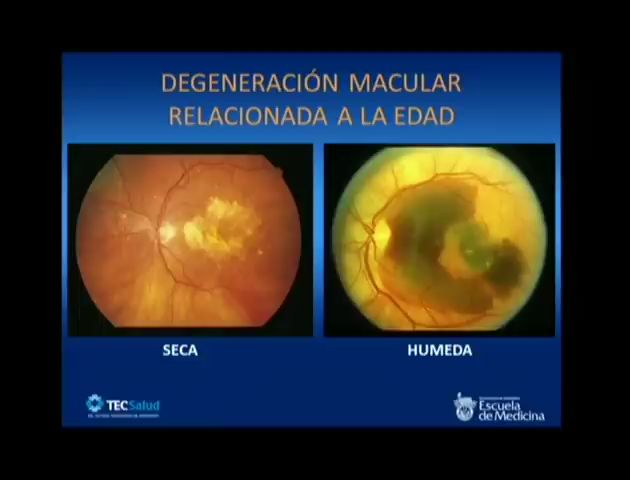 DEGENERACIÓN MACULAR
RELACIONADA A LA EDAD
SECA
HUMEDA
TECSalud
Escuela
de Medicina